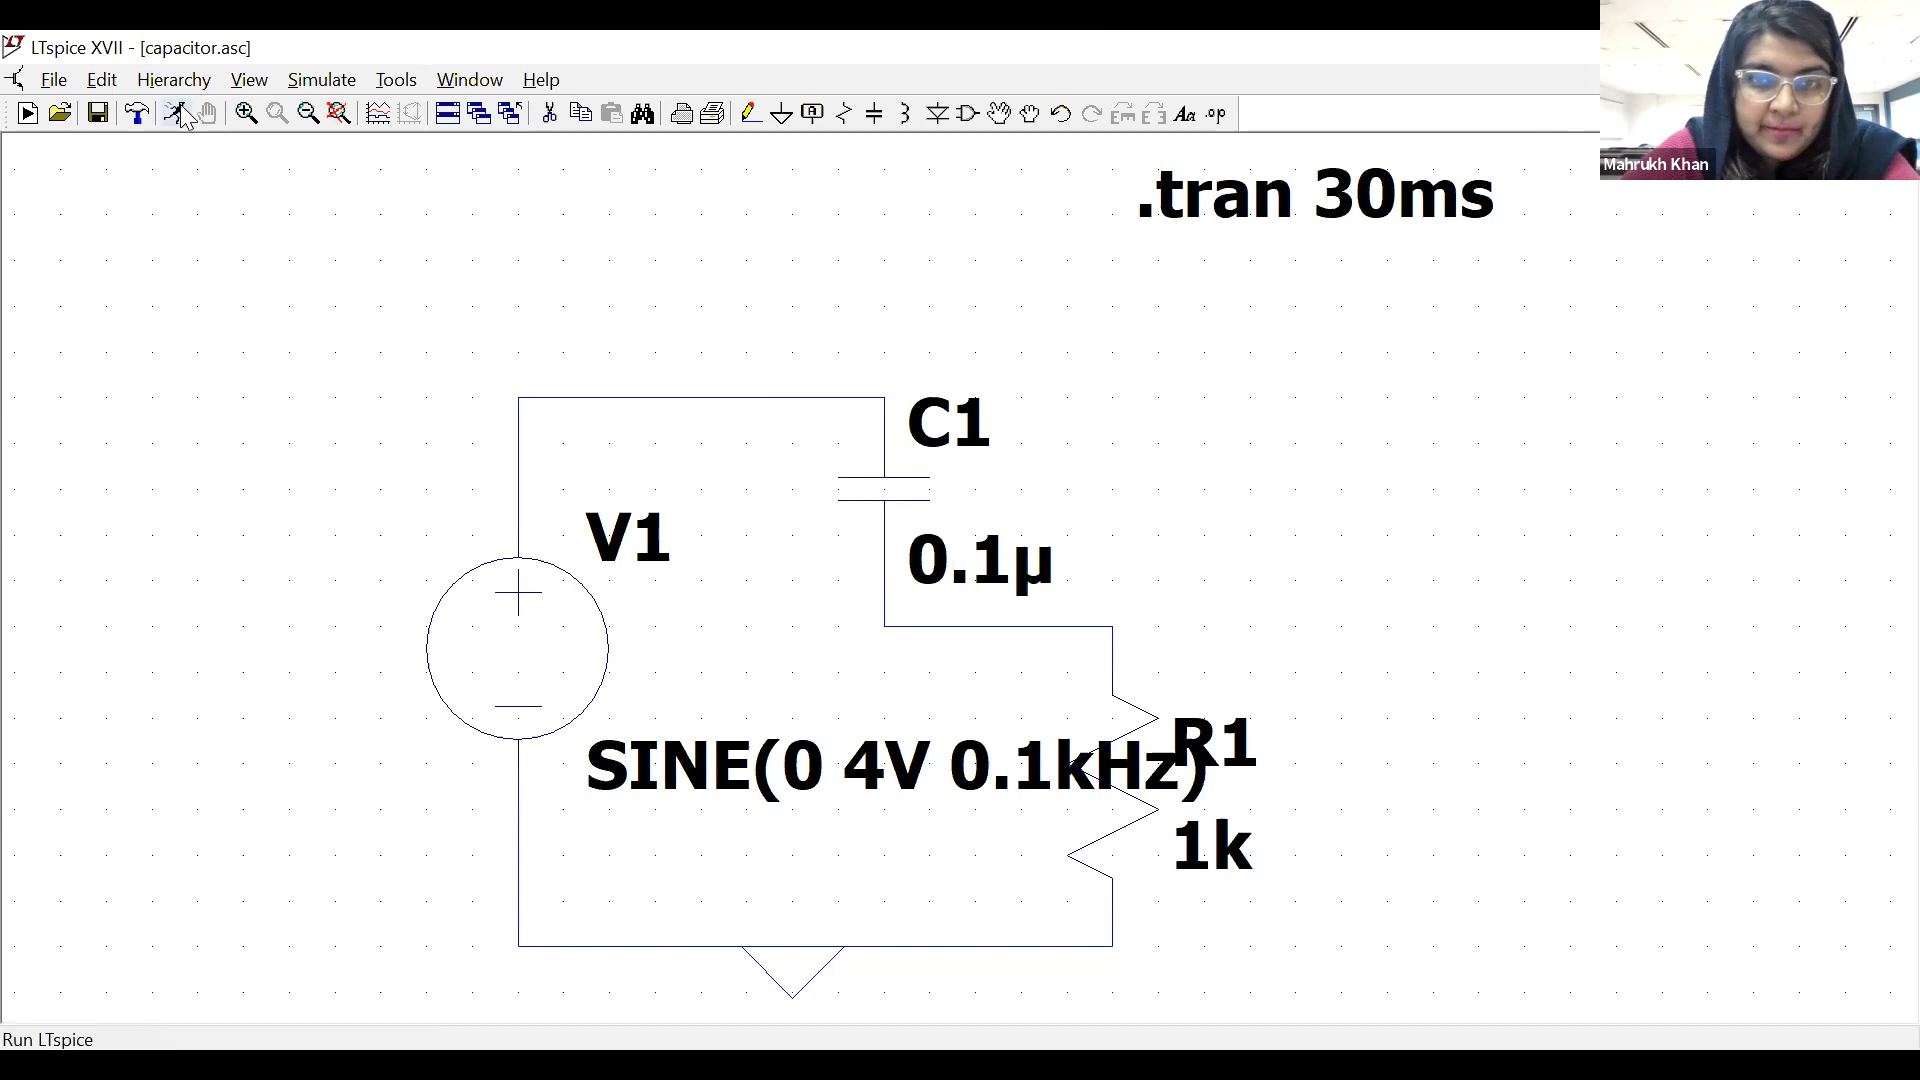 LTspice XVII - [capacitor.asc]
File Edit Hierarchy View Simulate Tools Window Help
Mahrukh Khan
.tran 30ms
C1
V1
0.1µ
R1
SINE(0 4V 0.1kHz)
1k
Run LTspice